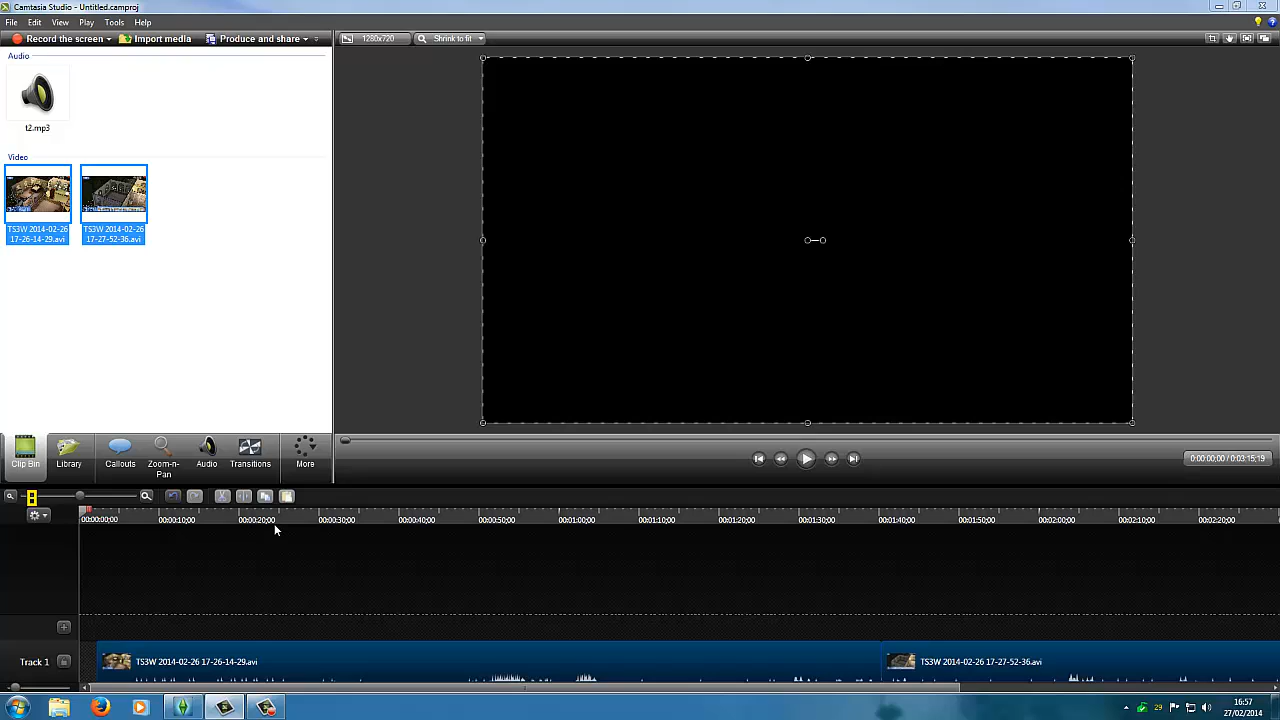 Camtasia Studio - Untitled.camproj
File Edit View Play Tools Help
Record the screen Import media Produce and share
1280x720 Shrink to fit
Audio
t2.mp3
Video
TS3W 2014-02-26 17-26-14-29.avi
TS3W 2014-02-26 17-27-52-36.avi
Clip Bin Library Callouts Zoom-n-Pan Audio Transitions More
0:00:00;00 / 0:03:15;19
00:00:00;00 00:00:10;00 00:00:20;00 00:00:30;00 00:00:40;00 00:00:50;00 00:01:00;00 00:01:10;00 00:01:20;00 00:01:30;00 00:01:40;00 00:01:50;00 00:02:00;00 00:02:10;00 00:02:20;00
Track 1 TS3W 2014-02-26 17-26-14-29.avi TS3W 2014-02-26 17-27-52-36.avi
29
16:57
27/02/2014